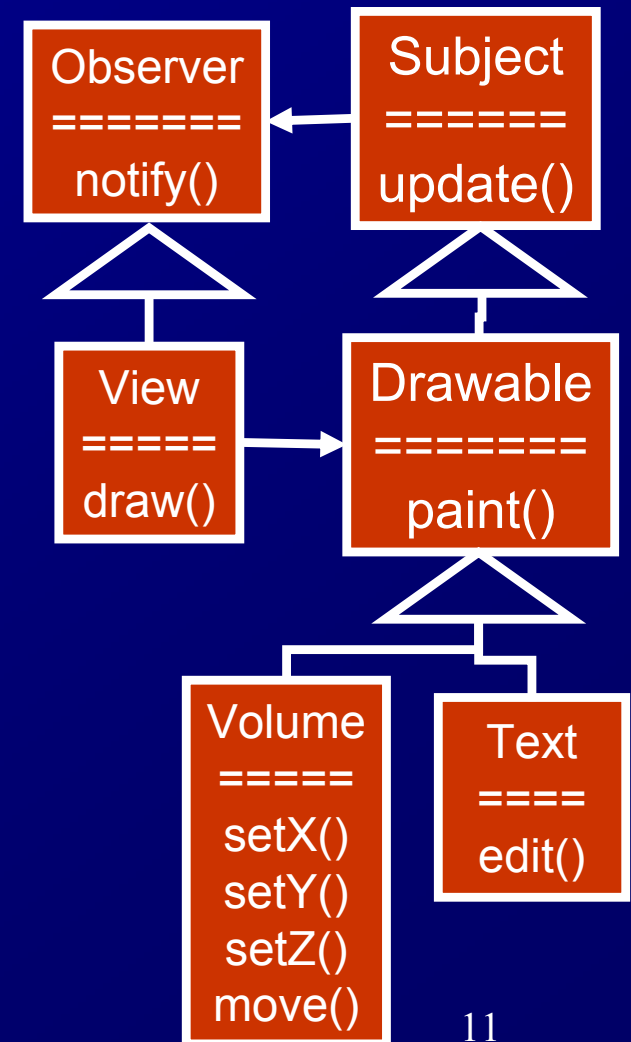 Observer
=======
notify()
Subject
======
update()
View
=====
draw()
Drawable
=======
paint()
Volume
=====
setX()
setY()
setZ()
move()
Text
====
edit()
11